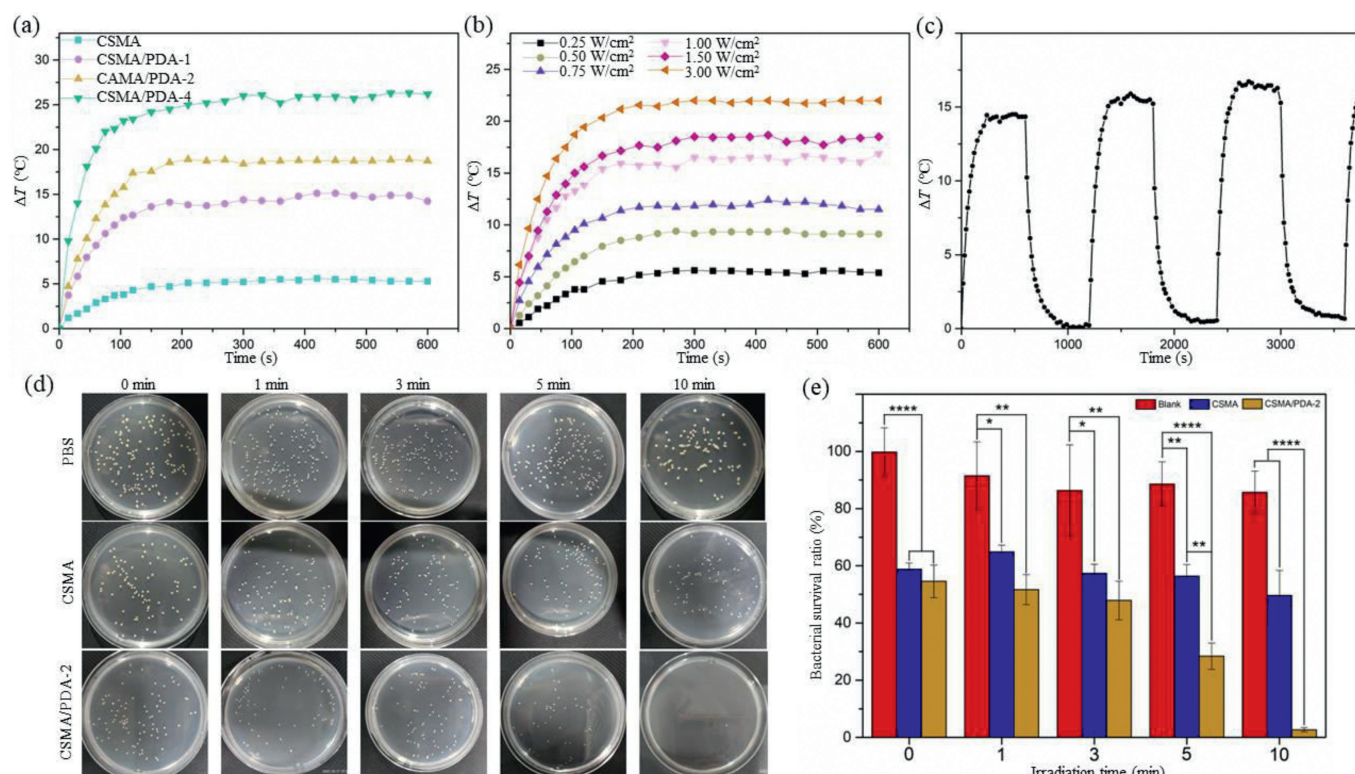 (a)
CSMA
CSMA/PDA-1
CAMA/PDA-2
CSMA/PDA-4
30
25
20
15
10
5
0
ΔT (°C)
0 100 200 300 400 500 600
Time (s)
(b)
0.25 W/cm²
0.50 W/cm²
0.75 W/cm²
1.00 W/cm²
1.50 W/cm²
3.00 W/cm²
25
20
15
10
5
0
ΔT (°C)
0 100 200 300 400 500 600
Time (s)
(c)
15
10
5
0
ΔT (°C)
0 1000 2000 3000
Time (s)
(d)
0 min 1 min 3 min 5 min 10 min
PBS
CSMA
CSMA/PDA-2
(e)
Blank CSMA CSMA/PDA-2
100
80
60
40
20
0
Bacterial survival ratio (%)
****
**
*
**
*
****
**
**
****
0 1 3 5 10
Irradiation time (min)